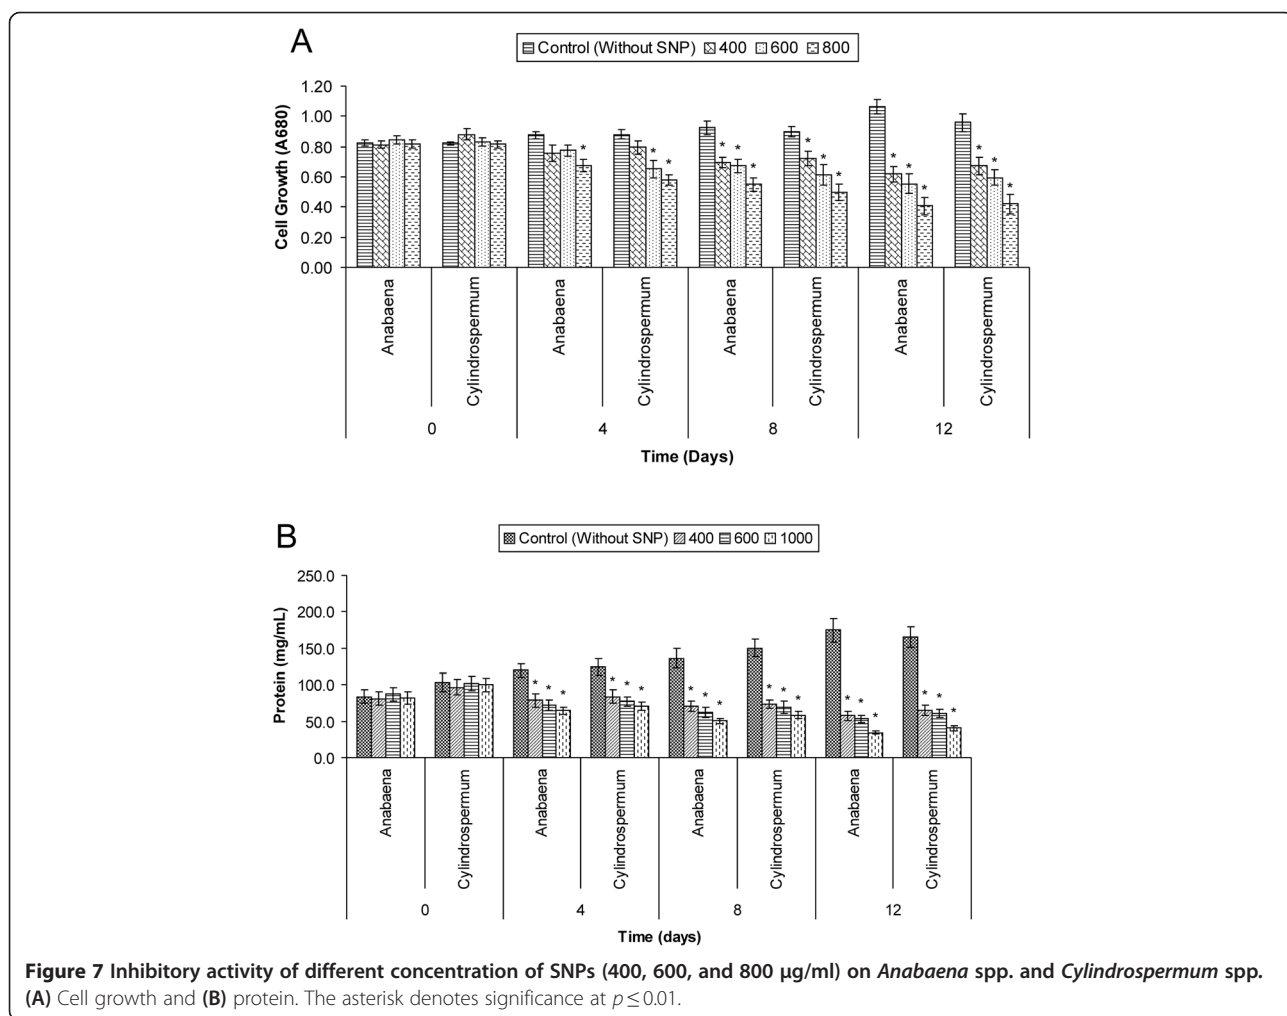 A
Control (Without SNP) 400 600 800
Cell Growth (A680)
1.20
1.00
0.80
0.60
0.40
0.20
0.00
* * * * * * * * * * * * * * *
Anabaena Cylindrospermum Anabaena Cylindrospermum Anabaena Cylindrospermum Anabaena Cylindrospermum
0 4 8 12
Time (Days)
B
Control (Without SNP) 400 600 1000
Protein (mg/mL)
250.0
200.0
150.0
100.0
50.0
0.0
* * * * * * * * * * * * * * * * * *
Anabaena Cylindrospermum Anabaena Cylindrospermum Anabaena Cylindrospermum Anabaena Cylindrospermum
0 4 8 12
Time (days)
Figure 7 Inhibitory activity of different concentration of SNPs (400, 600, and 800 μg/ml) on Anabaena spp. and Cylindrospermum spp.
(A) Cell growth and (B) protein. The asterisk denotes significance at p ≤ 0.01.